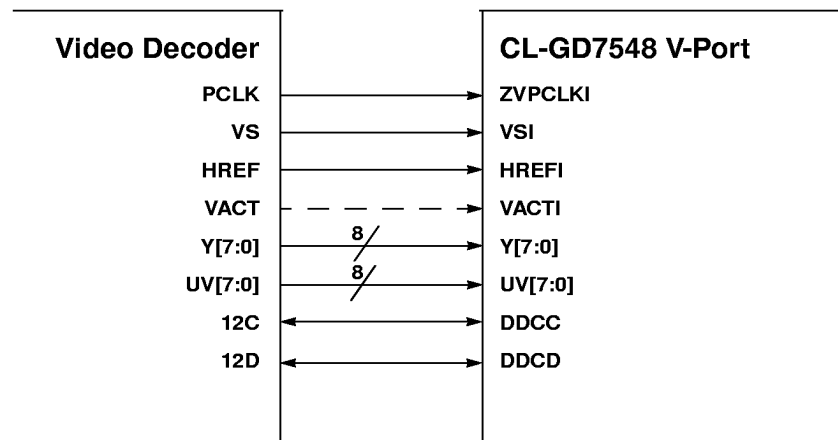 Video Decoder CL-GD7548 V-Port
PCLK ZVPCLKI
VS VSI
HREF HREFI
VACT VACTI
Y[7:0] 8 Y[7:0]
UV[7:0] 8 UV[7:0]
12C DDCC
12D DDCD